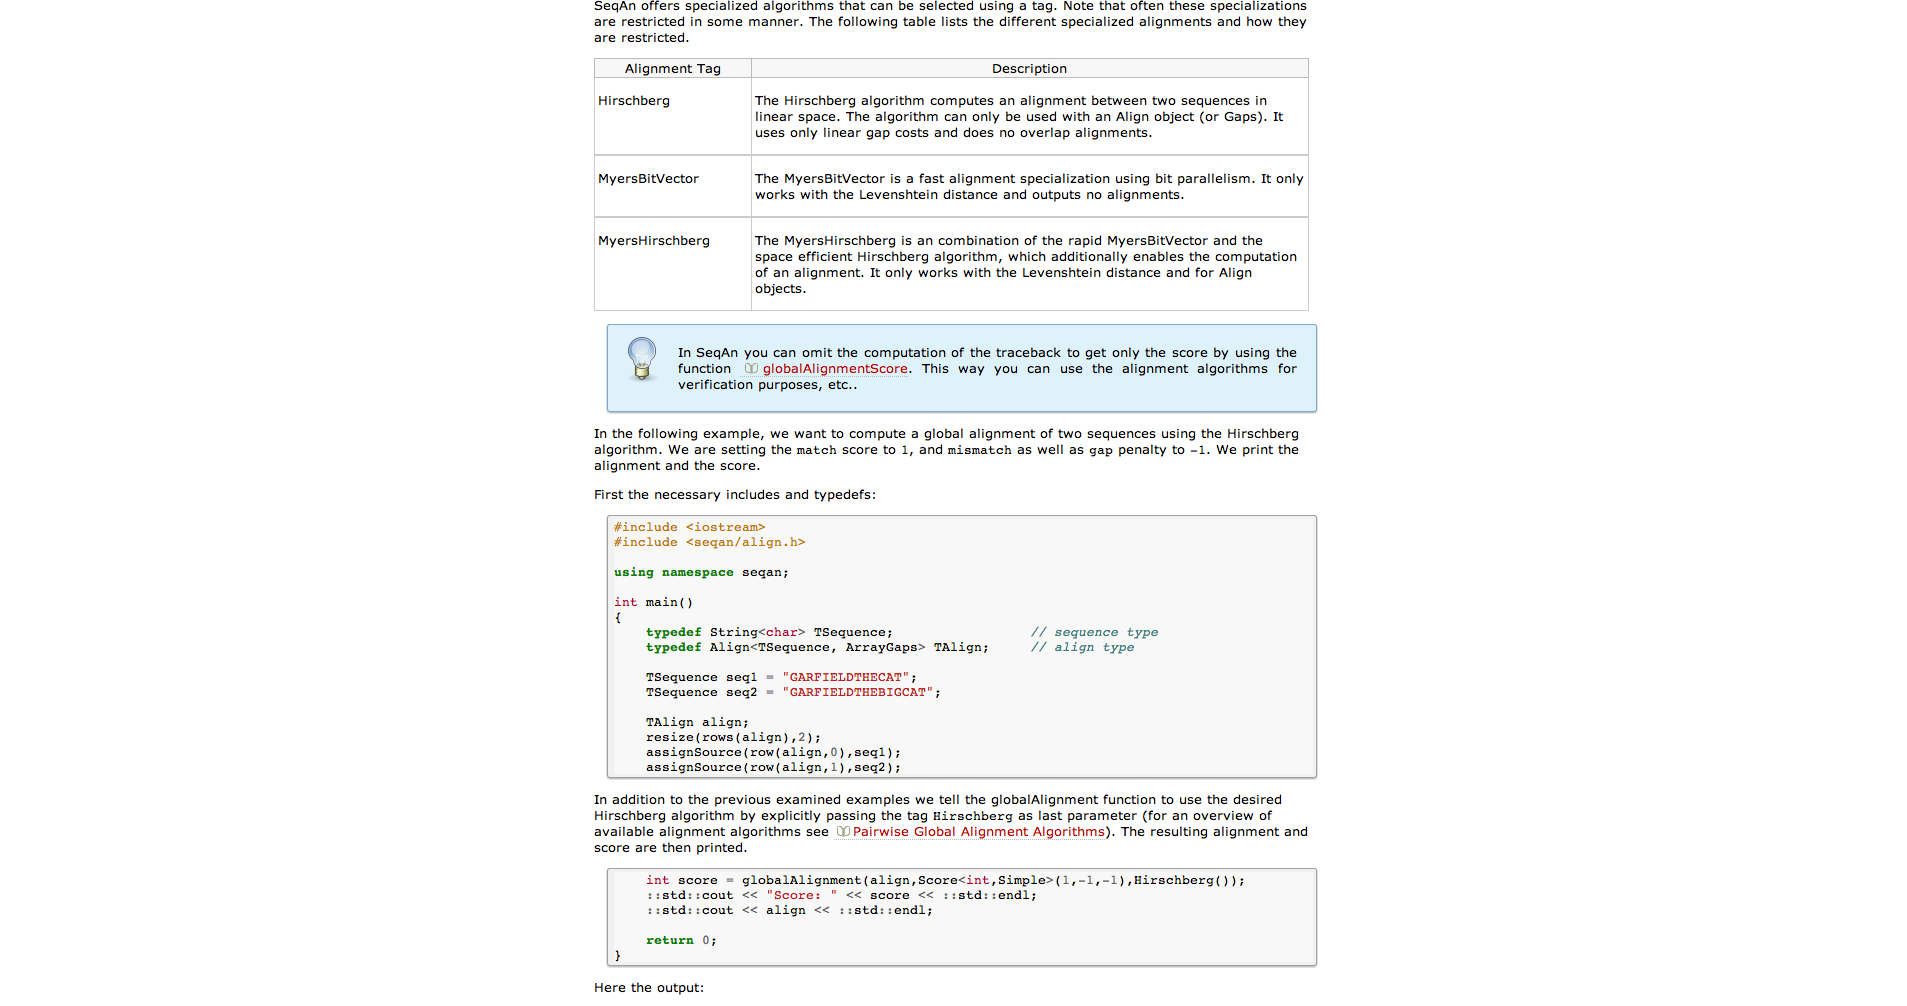 SeqAn offers specialized algorithms that can be selected using a tag. Note that often these specializations
are restricted in some manner. The following table lists the different specialized alignments and how they
are restricted.
Alignment Tag Description
Hirschberg The Hirschberg algorithm computes an alignment between two sequences in
linear space. The algorithm can only be used with an Align object (or Gaps). It
uses only linear gap costs and does no overlap alignments.
MyersBitVector The MyersBitVector is a fast alignment specialization using bit parallelism. It only
works with the Levenshtein distance and outputs no alignments.
MyersHirschberg The MyersHirschberg is an combination of the rapid MyersBitVector and the
space efficient Hirschberg algorithm, which additionally enables the computation
of an alignment. It only works with the Levenshtein distance and for Align
objects.
In SeqAn you can omit the computation of the traceback to get only the score by using the
function globalAlignmentScore. This way you can use the alignment algorithms for
verification purposes, etc..
In the following example, we want to compute a global alignment of two sequences using the Hirschberg
algorithm. We are setting the match score to 1, and mismatch as well as gap penalty to -1. We print the
alignment and the score.
First the necessary includes and typedefs:
#include <iostream>
#include <seqan/align.h>
using namespace seqan;
int main()
{
typedef String<char> TSequence; // sequence type
typedef Align<TSequence, ArrayGaps> TAlign; // align type
TSequence seq1 = "GARFIELDTHECAT";
TSequence seq2 = "GARFIELDTHEBIGCAT";
TAlign align;
resize(rows(align),2);
assignSource(row(align,0),seq1);
assignSource(row(align,1),seq2);
In addition to the previous examined examples we tell the globalAlignment function to use the desired
Hirschberg algorithm by explicitly passing the tag Hirschberg as last parameter (for an overview of
available alignment algorithms see Pairwise Global Alignment Algorithms). The resulting alignment and
score are then printed.
int score = globalAlignment(align,Score<int,Simple>(1,-1,-1),Hirschberg());
::std::cout << "Score: " << score << ::std::endl;
::std::cout << align << ::std::endl;
return 0;
}
Here the output: